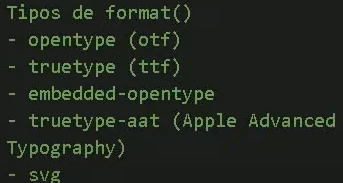 Tipos de format()
- opentype (otf)
- truetype (ttf)
- embedded-opentype
- truetype-aat (Apple Advanced
Typography)
- svg